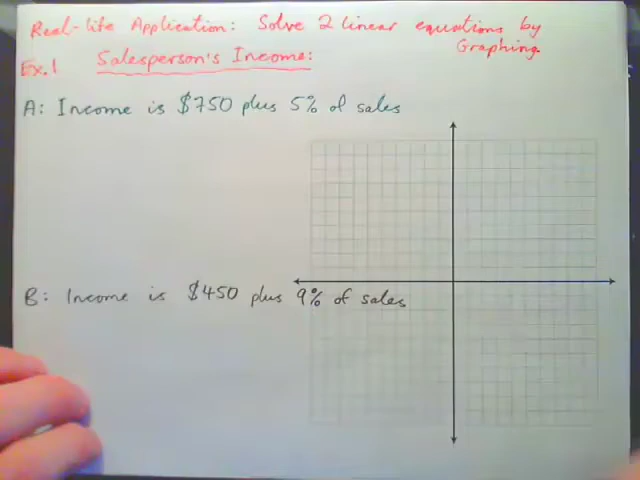 Real-life Application: Solve 2 linear equations by Graphing.
Ex.1 Salesperson's Income:
A: Income is $750 plus 5% of sales
B: Income is $450 plus 9% of sales